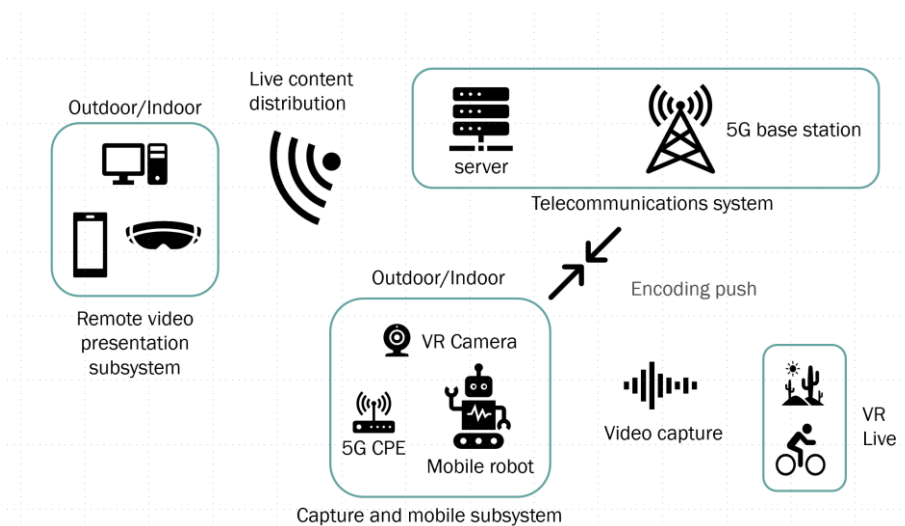 Live content
distribution
Outdoor/Indoor
server
5G base station
Telecommunications system
Remote video
presentation
subsystem
Outdoor/Indoor
Encoding push
VR Camera
5G CPE
Mobile robot
Capture and mobile subsystem
Video capture
VR
Live